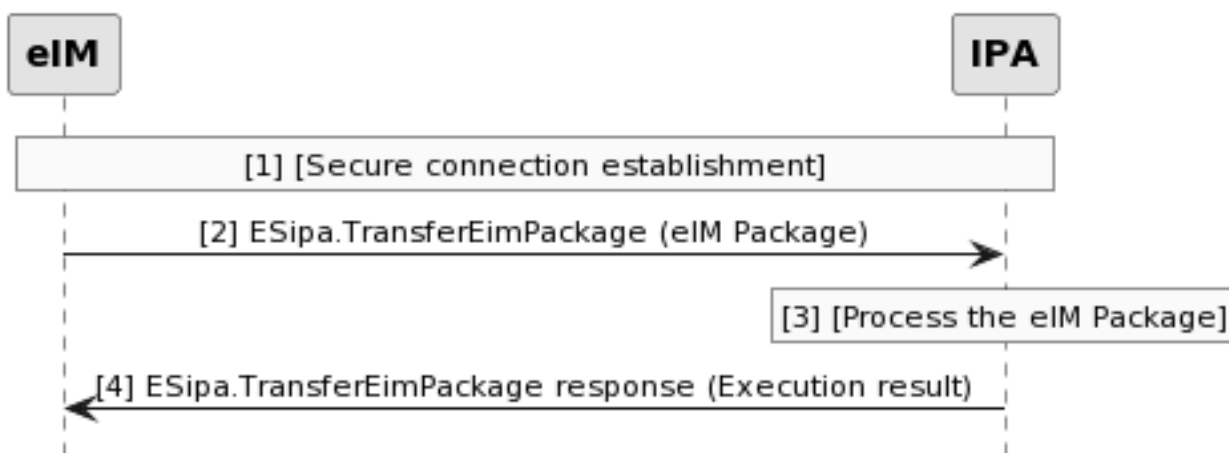 eIM
IPA
[1] [Secure connection establishment]
[2] ESipa.TransferEimPackage (eIM Package)
[3] [Process the eIM Package]
[4] ESipa.TransferEimPackage response (Execution result)